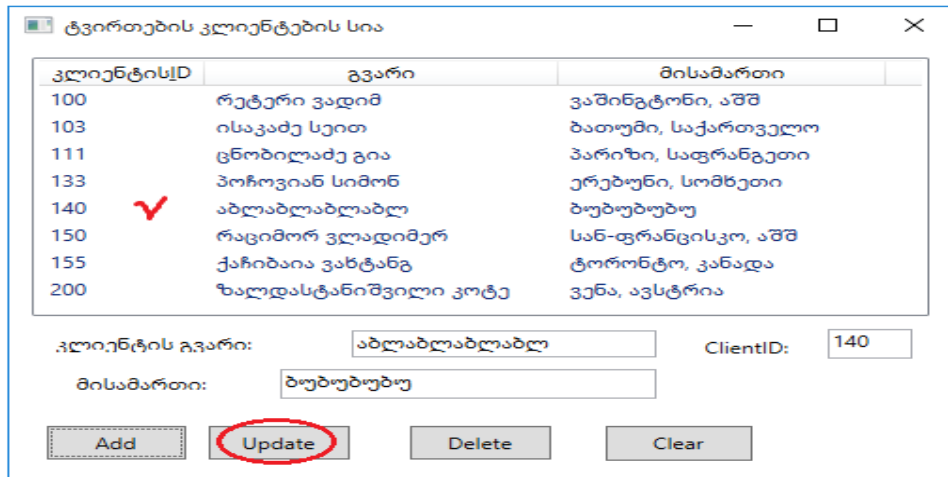 ტვირთების კლიენტების სია
კლიენტისID გვარი მისამართი
100 რეტერი ვადიმ ვაშინგტონი, აშშ
103 ისაკაძე სეით ბათუმი, საქართველო
111 ცნობილაძე გია პარიზი, საფრანგეთი
133 პოჩოვიან სიმონ ერებუნი, სომხეთი
140 აბლაბლაბლაბლ ბუბუბუბუ
150 რაციმორ ვლადიმერ სან-ფრანცისკო, აშშ
155 ქაჩიბაია ვახტანგ ტორონტო, კანადა
200 ზალდასტანიშვილი კოტე ვენა, ავსტრია
კლიენტის გვარი: აბლაბლაბლაბლ ClientID: 140
მისამართი: ბუბუბუბუ
Add Update Delete Clear